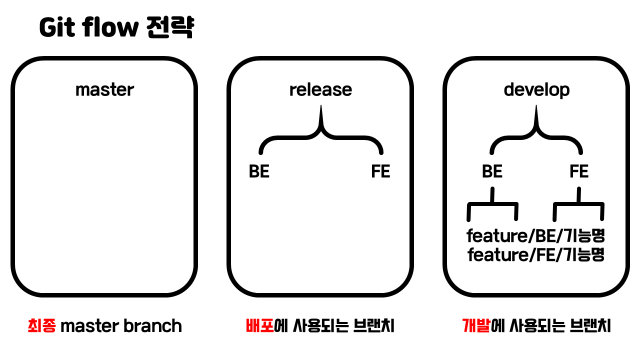 Git flow 전략
master
release
develop
BE
FE
BE
FE
feature/BE/기능명
feature/FE/기능명
최종 master branch
배포에 사용되는 브랜치
개발에 사용되는 브랜치